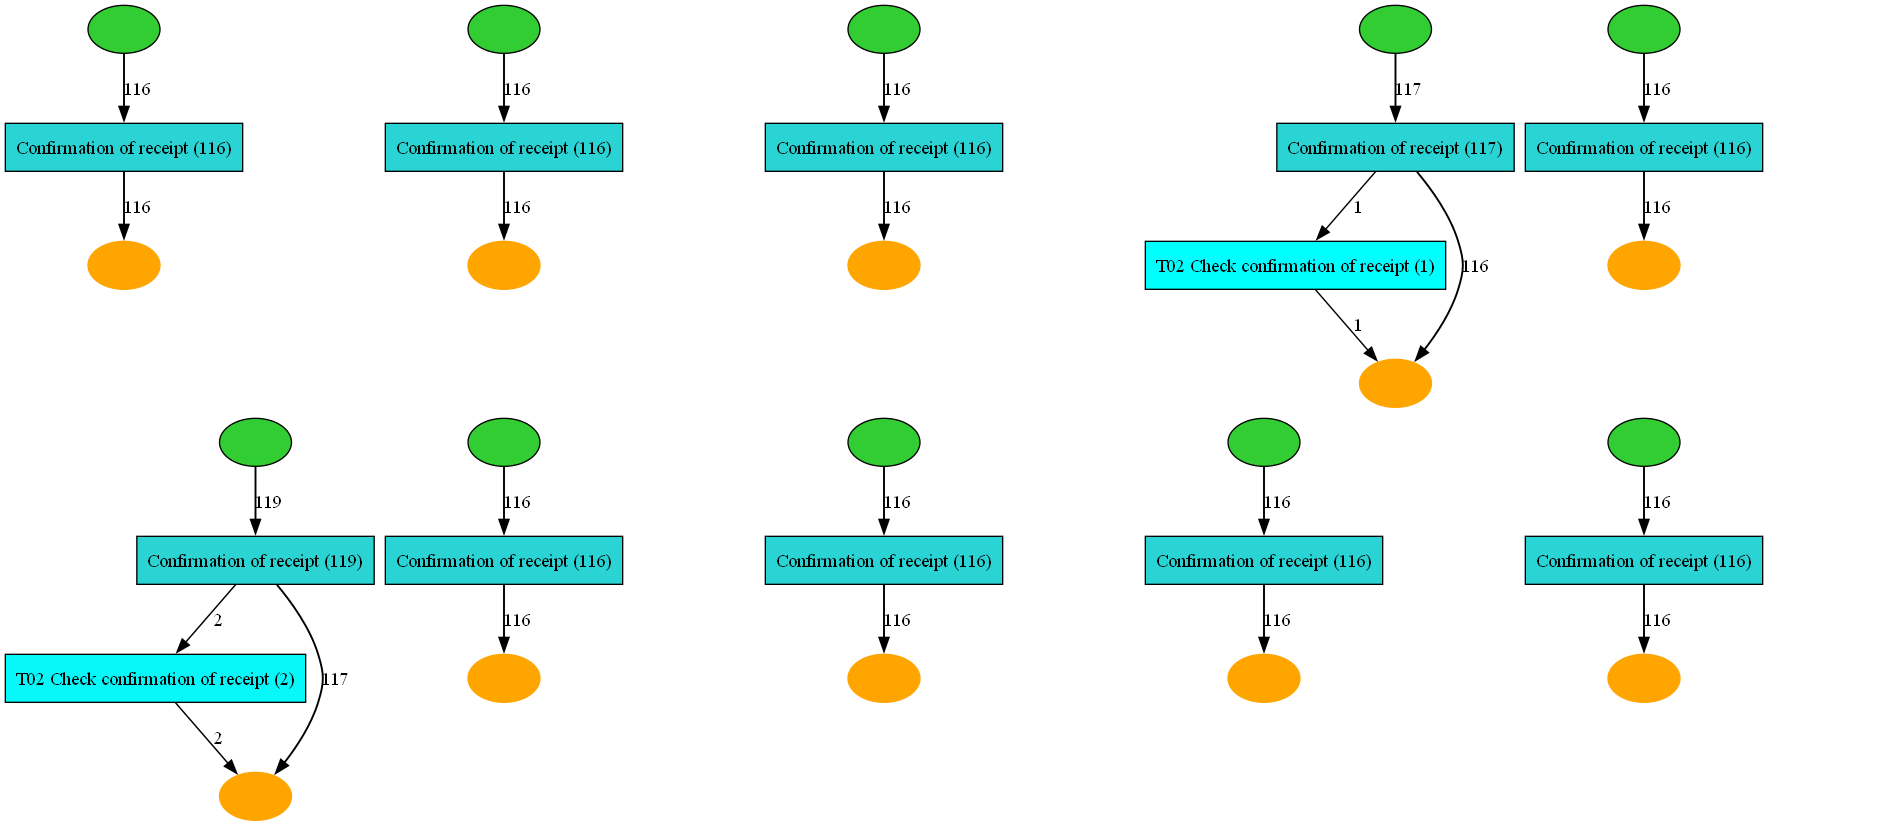 116
116
116
117
116
Confirmation of receipt (116)
Confirmation of receipt (116)
Confirmation of receipt (116)
Confirmation of receipt (117)
Confirmation of receipt (116)
116
116
116
1
116
T02 Check confirmation of receipt (1)
116
1
119
116
116
116
116
Confirmation of receipt (119)
Confirmation of receipt (116)
Confirmation of receipt (116)
Confirmation of receipt (116)
Confirmation of receipt (116)
2
116
116
116
116
T02 Check confirmation of receipt (2)
117
2